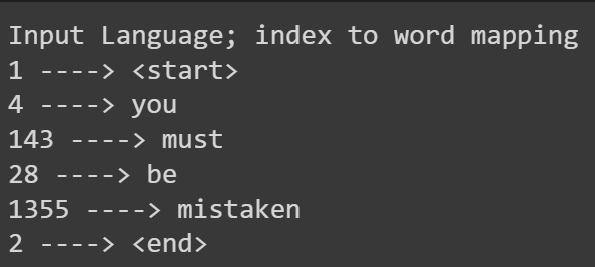 Input Language; index to word mapping
1 ----> <start>
4 ----> you
143 ----> must
28 ----> be
1355 ----> mistaken
2 ----> <end>